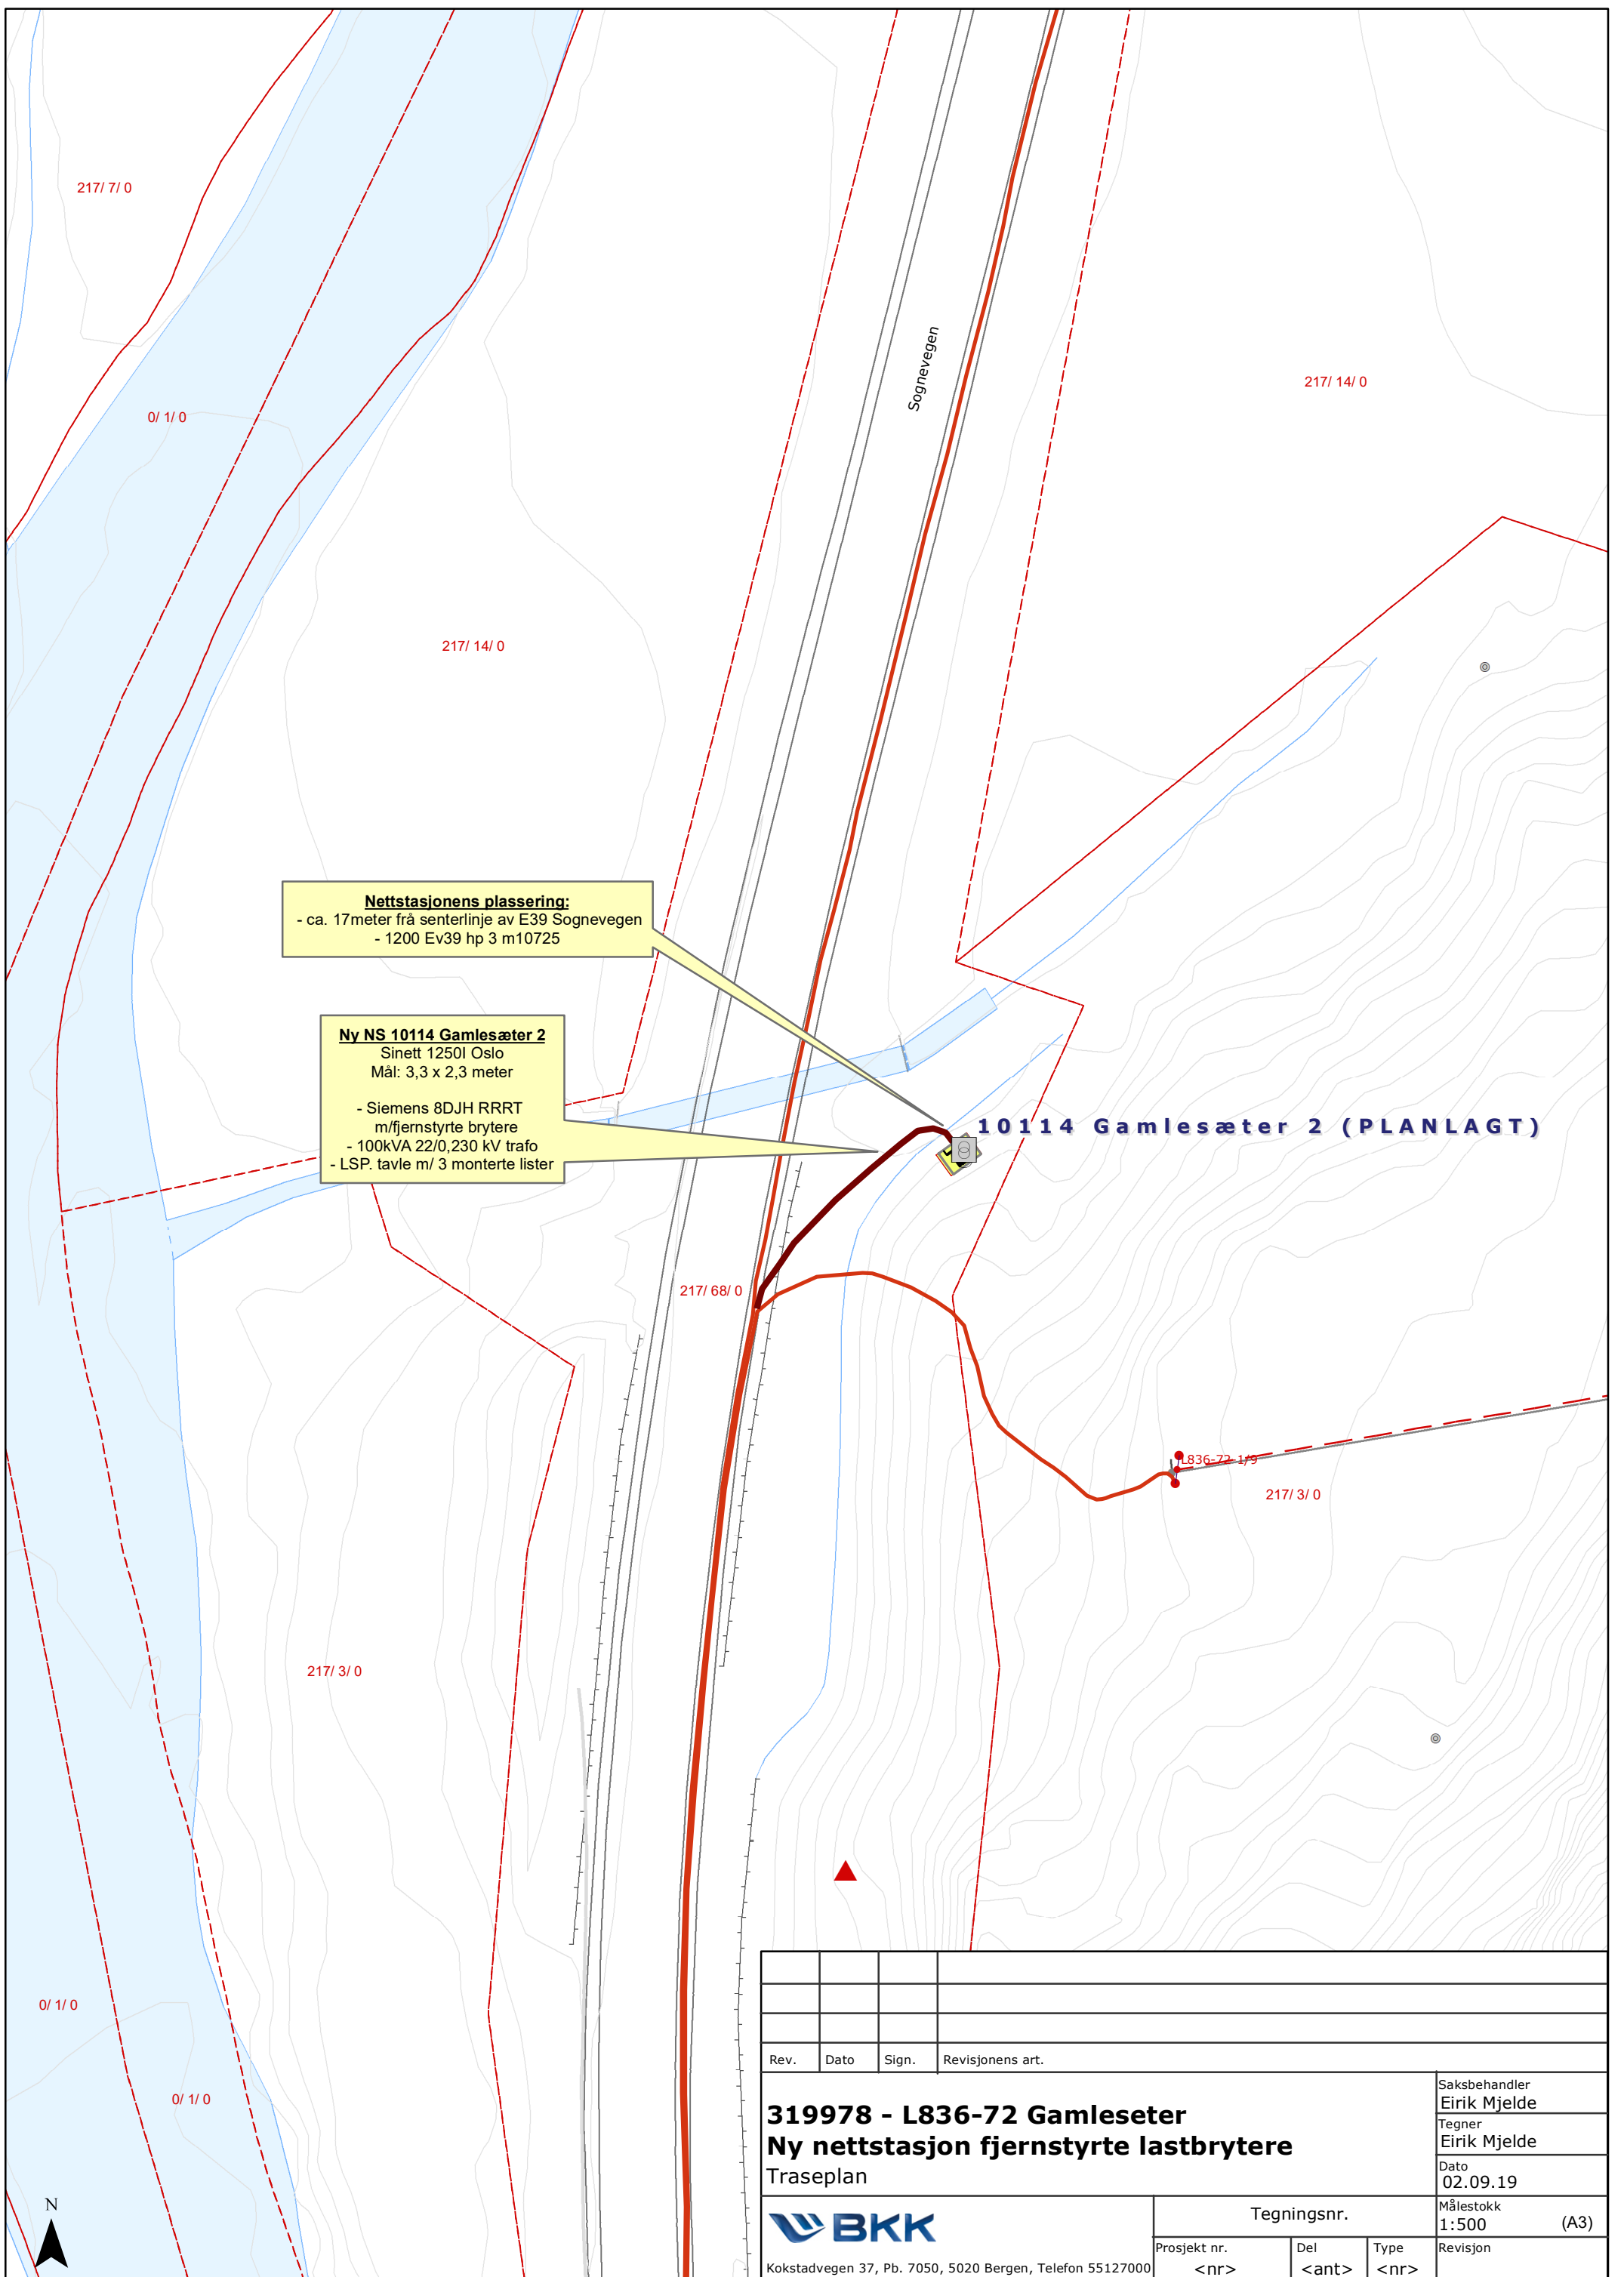 217/ 7/ 0
Sognevegen
217/ 14/ 0
0/ 1/ 0
217/ 14/ 0
Nettstasjonens plassering:
- ca. 17meter frå senterlinje av E39 Sognevegen
- 1200 Ev39 hp 3 m10725
Ny NS 10114 Gamlesæter 2
Sinett 1250I Oslo
Mål: 3,3 x 2,3 meter
- Siemens 8DJH RRRT
m/fjernstyrte brytere
- 100kVA 22/0,230 kV trafo
- LSP. tavle m/ 3 monterte lister
10114 Gamlesæter 2 (PLANLAGT)
217/ 68/ 0
L836-72-1/9
217/ 3/ 0
217/ 3/ 0
0/ 1/ 0
0/ 1/ 0
N
Rev. Dato Sign. Revisjonens art.
319978 - L836-72 Gamleseter
Ny nettstasjon fjernstyrte lastbrytere
Traseplan
Saksbehandler
Eirik Mjelde
Tegner
Eirik Mjelde
Dato
02.09.19
BKK
Kokstadvegen 37, Pb. 7050, 5020 Bergen, Telefon 55127000
Tegningsnr.
Målestokk
1:500 (A3)
Prosjekt nr. Del Type Revisjon
<nr> <ant> <nr>